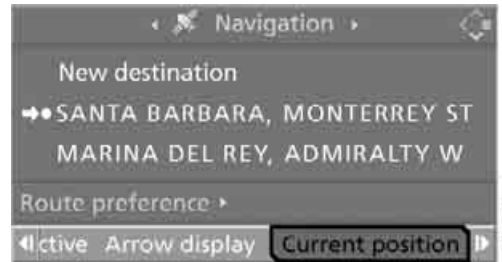 Navigation
New destination
SANTA BARBARA, MONTERREY ST
MARINA DEL REY, ADMIRALTY W
Route preference
ctive Arrow display Current position